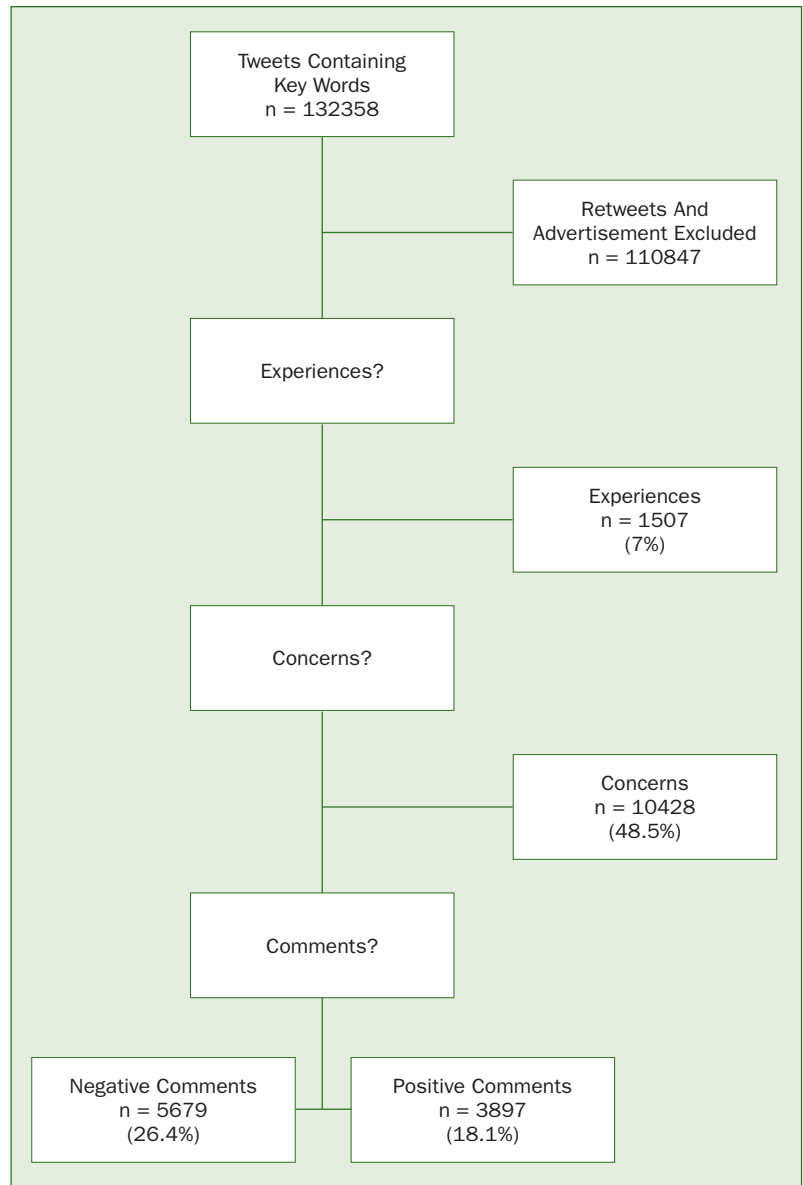 Tweets Containing
Key Words
n = 132358
Retweets And
Advertisement Excluded
n = 110847
Experiences?
Experiences
n = 1507
(7%)
Concerns?
Concerns
n = 10428
(48.5%)
Comments?
Negative Comments
n = 5679
(26.4%)
Positive Comments
n = 3897
(18.1%)